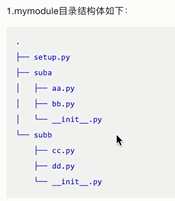 1.mymodule目录结构体如下：
.
├── setup.py
├── suba
│   ├── aa.py
│   ├── bb.py
│   └── __init__.py
└── subb
    ├── cc.py
    ├── dd.py
    └── __init__.py